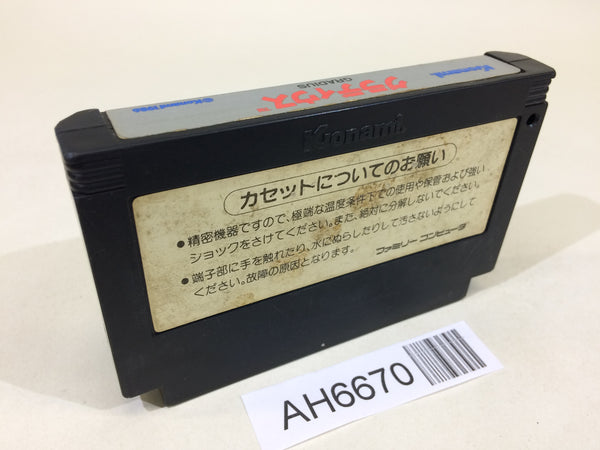 Konami
グラディウス™
GRADIUS
©Konami 1986
Konami
カセットについてのお願い
●精密機器ですので、極端な温度条件下での使用や保管および強い
ショックをさけてください。また、絶対に分解しないでください。
●端子部に手を触れたり、水にぬらしたりして汚さないようにして
ください。故障の原因となります。
ファミリー コンピュータ
AH6670